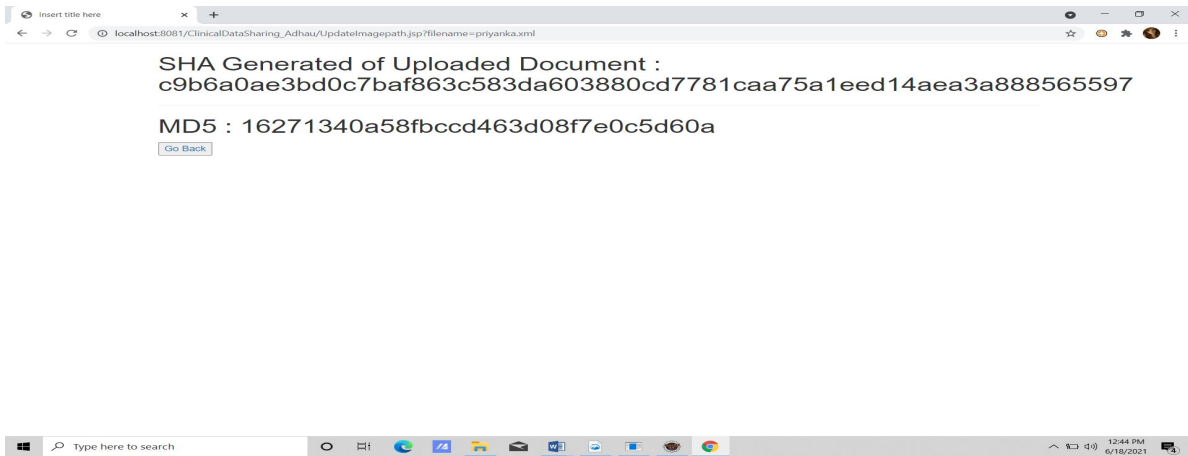 Insert title here
localhost:8081/ClinicalDataSharing_Adhau/UpdateImagepath.jsp?filename=priyanka.xml
SHA Generated of Uploaded Document :
c9b6a0ae3bd0c7baf863c583da603880cd7781caa75a1eed14aea3a888565597
MD5 : 16271340a58fbccd463d08f7e0c5d60a
Go Back
Type here to search
12:44 PM
6/18/2021